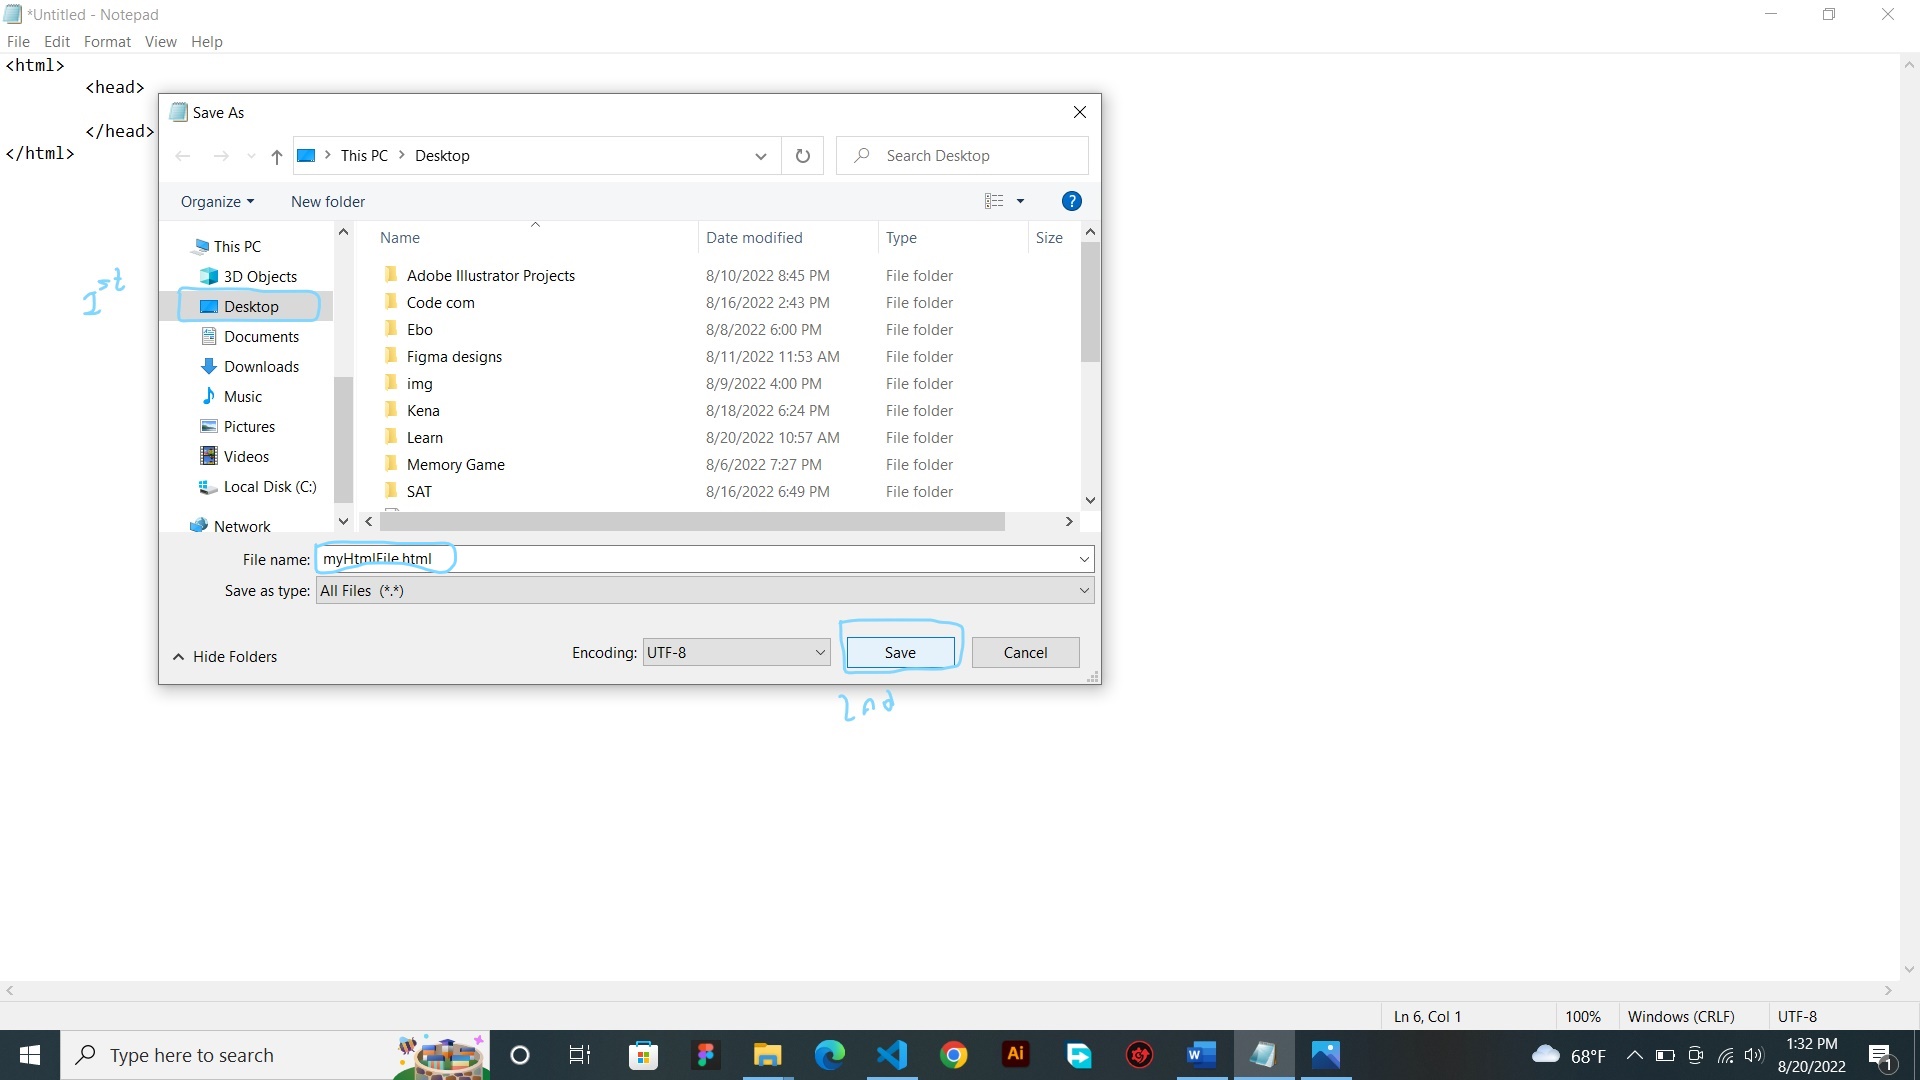 *Untitled - Notepad
File Edit Format View Help
<html>
<head>
</head>
</html>
Save As
This PC > Desktop
Search Desktop
Organize New folder
?
Name Date modified Type Size
This PC
3D Objects
Desktop
Documents
Downloads
Music
Pictures
Videos
Local Disk (C:)
Network
Adobe Illustrator Projects 8/10/2022 8:45 PM File folder
Code com 8/16/2022 2:43 PM File folder
Ebo 8/8/2022 6:00 PM File folder
Figma designs 8/11/2022 11:53 AM File folder
img 8/9/2022 4:00 PM File folder
Kena 8/18/2022 6:24 PM File folder
Learn 8/20/2022 10:57 AM File folder
Memory Game 8/6/2022 7:27 PM File folder
SAT 8/16/2022 6:49 PM File folder
1st
File name: myHtmlFile.html
Save as type: All Files (*.*)
Hide Folders
Encoding: UTF-8
Save
Cancel
2nd
Ln 6, Col 1 100% Windows (CRLF) UTF-8
Type here to search
Ai
W
68°F
1:32 PM
8/20/2022
1